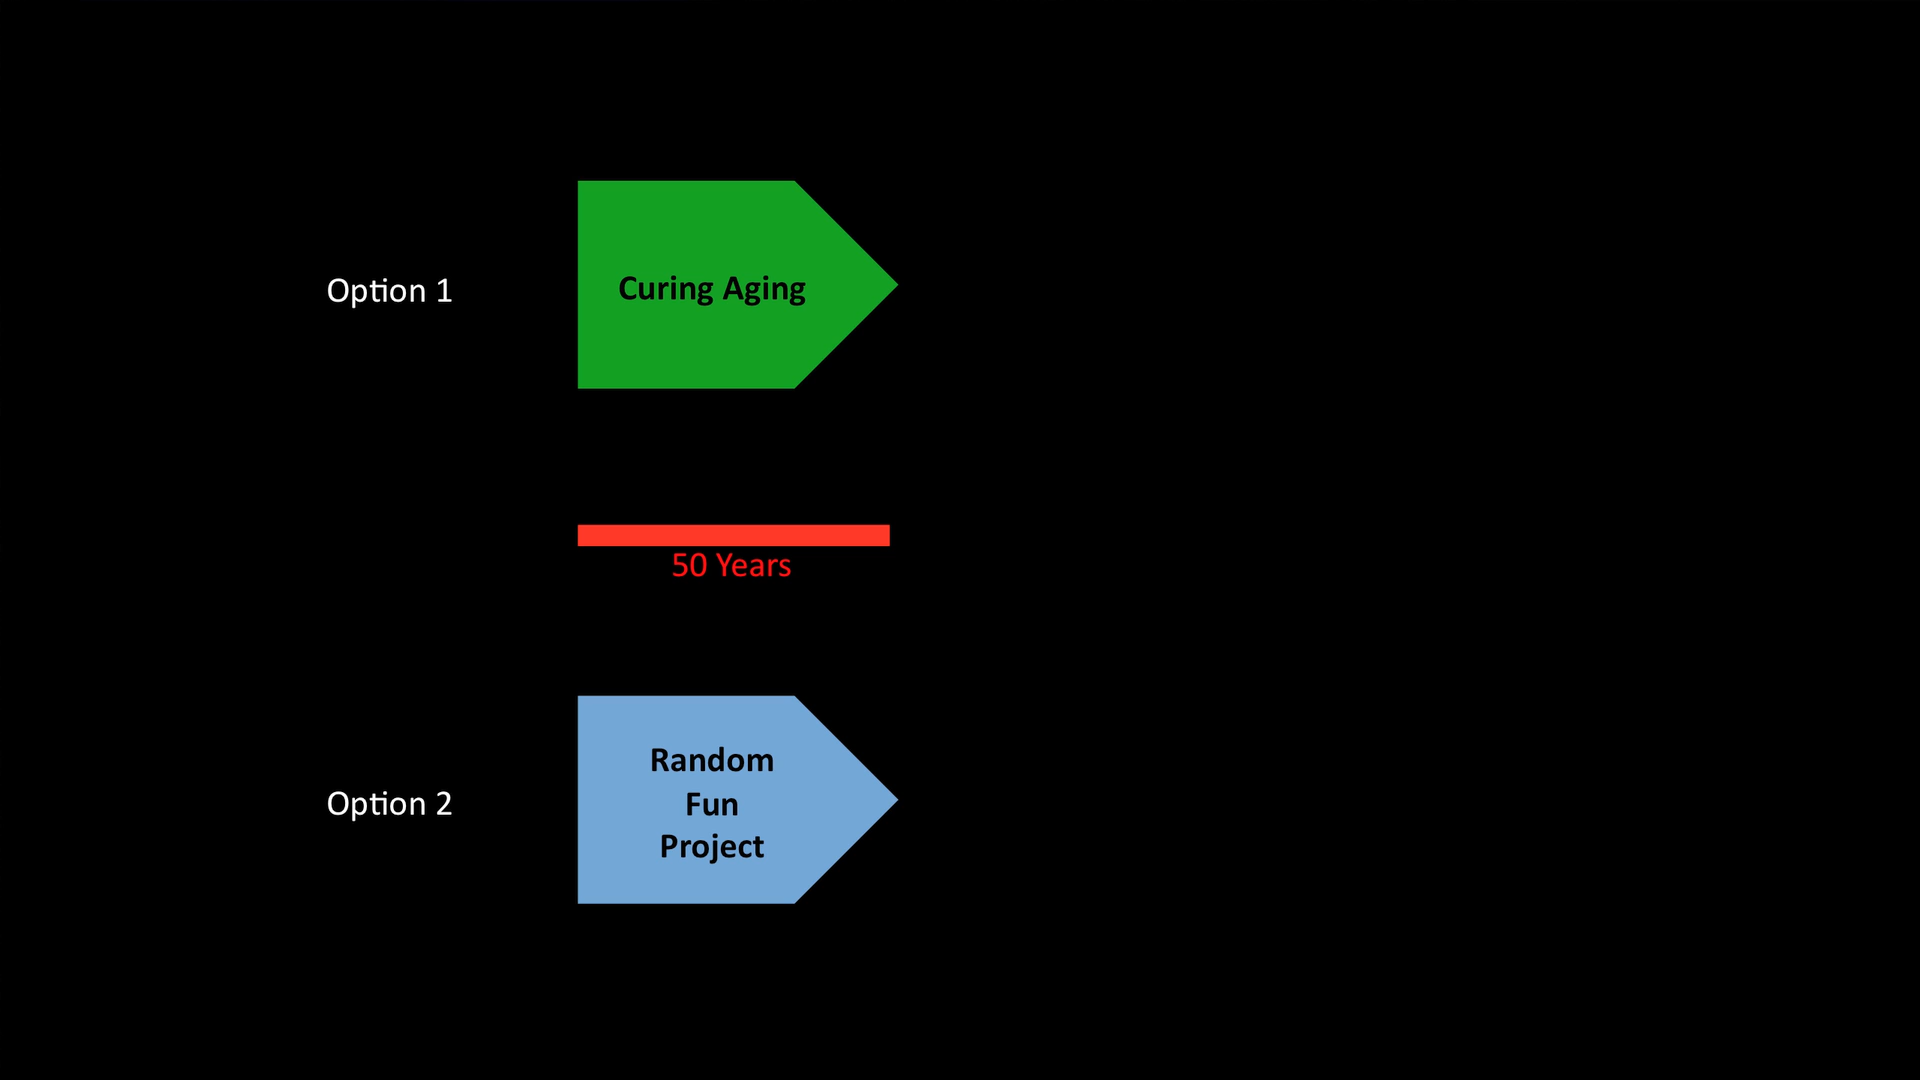 Option 1
Curing Aging
50 Years
Option 2
Random
Fun
Project